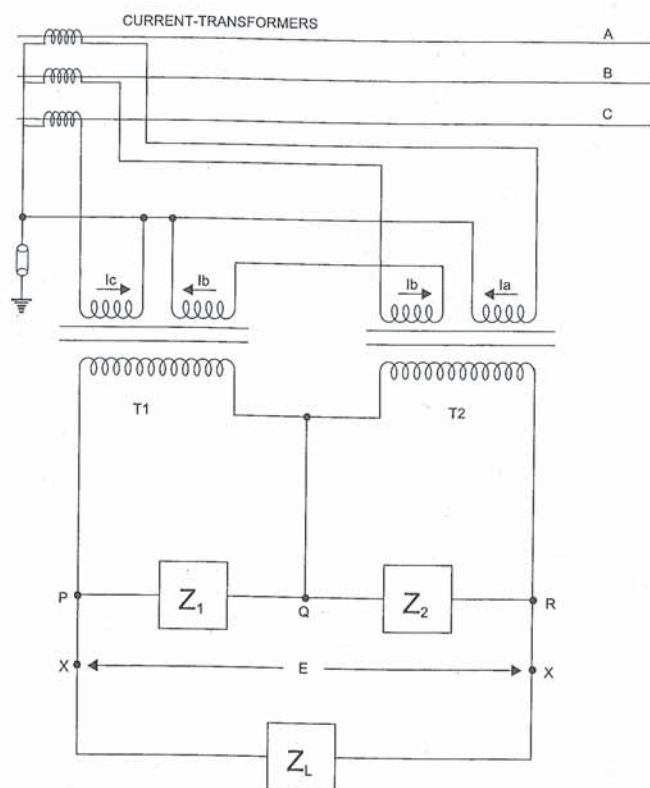 CURRENT-TRANSFORMERS
A
B
C
Ic Ib Ib Ia
T1 T2
P Z1 Q Z2 R
X E X
ZL